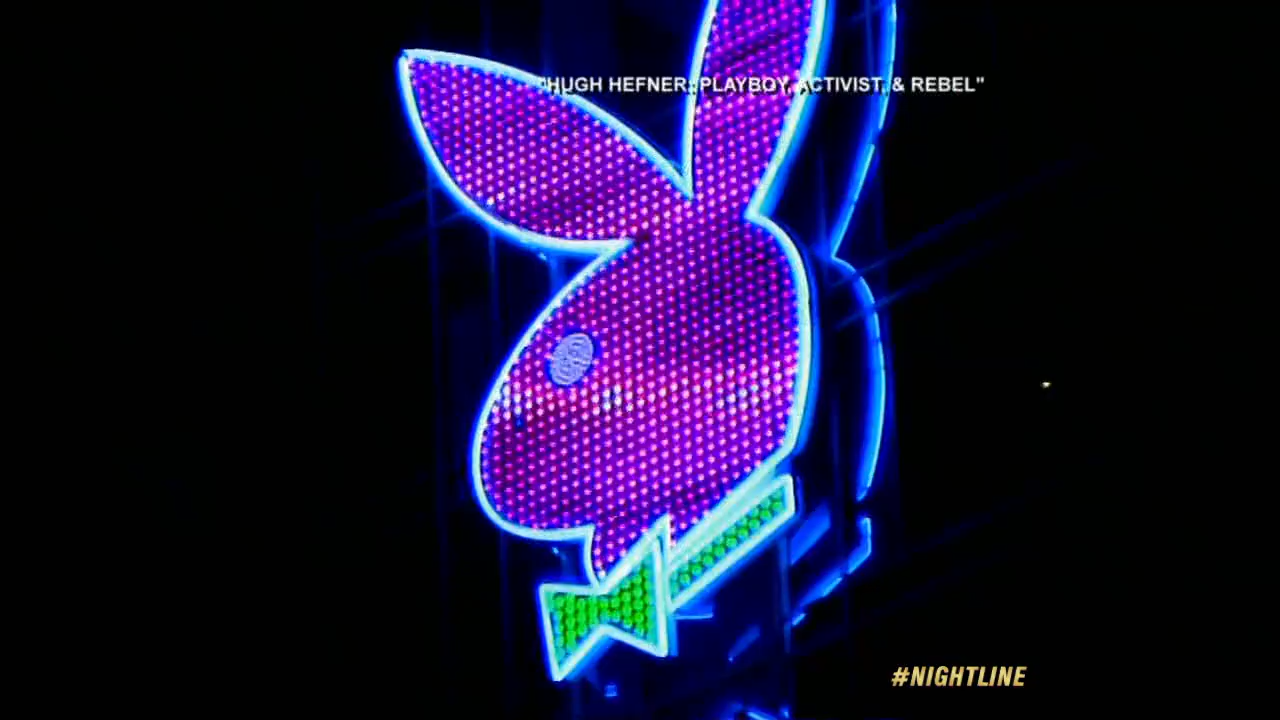 "HUGH HEFNER: PLAYBOY, ACTIVIST, & REBEL"
#NIGHTLINE